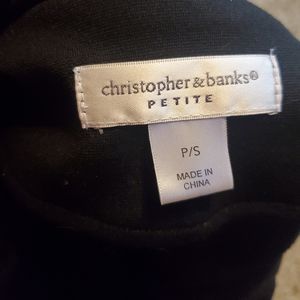 christopher & banks®
PETITE
P/S
MADE IN
CHINA